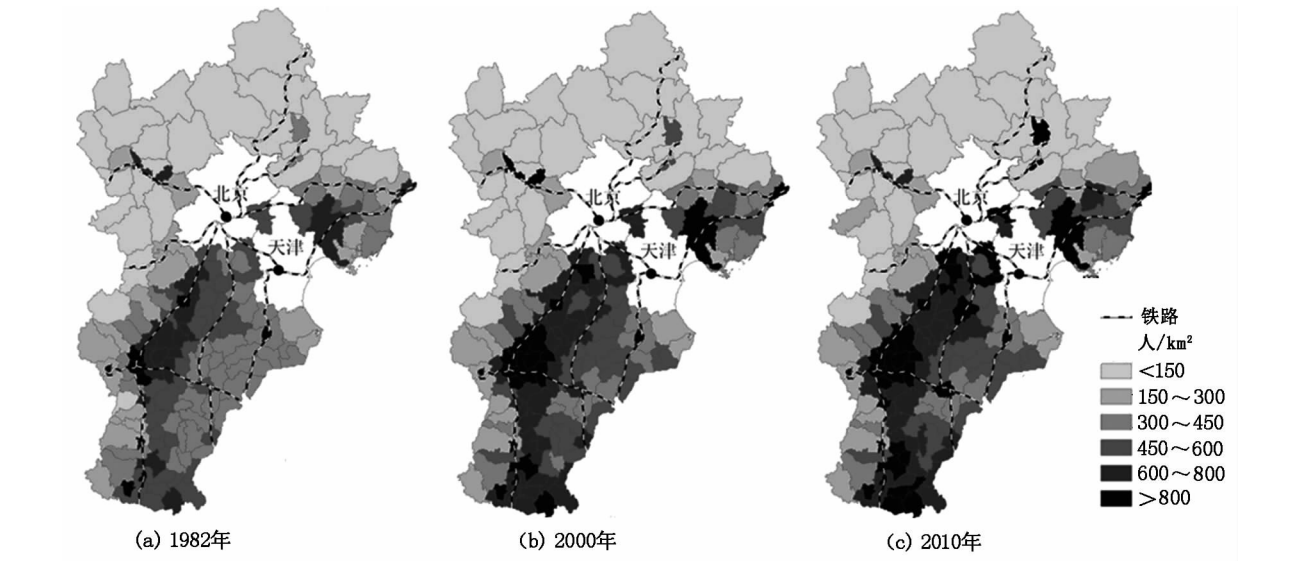 北京
天津
北京
天津
北京
天津
铁路
人/km²
<150
150～300
300～450
450～600
600～800
>800
(a) 1982年
(b) 2000年
(c) 2010年